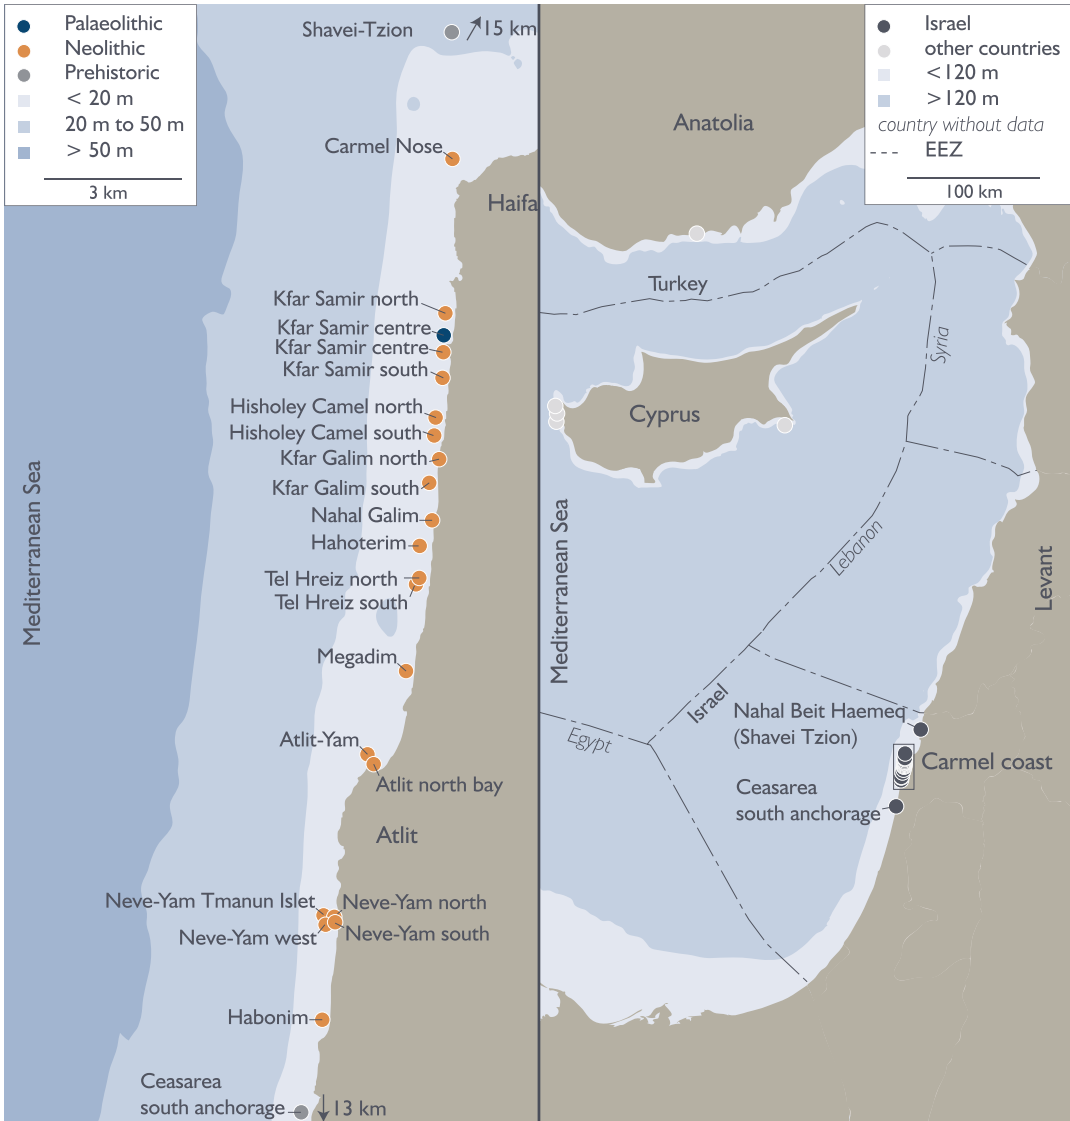 Palaeolithic
Neolithic
Prehistoric
< 20 m
20 m to 50 m
> 50 m
3 km
Shavei-Tzion
15 km
Carmel Nose
Haifa
Kfar Samir north
Kfar Samir centre
Kfar Samir centre
Kfar Samir south
Hisholey Camel north
Hisholey Camel south
Kfar Galim north
Kfar Galim south
Nahal Galim
Hahoterim
Tel Hreiz north
Tel Hreiz south
Megadim
Atlit-Yam
Atlit north bay
Atlit
Neve-Yam Tmanun Islet
Neve-Yam north
Neve-Yam west
Neve-Yam south
Habonim
Ceasarea
south anchorage
13 km
Mediterranean Sea
Israel
other countries
<120 m
>120 m
country without data
EEZ
100 km
Anatolia
Turkey
Syria
Cyprus
Mediterranean Sea
Lebanon
Levant
Israel
Egypt
Nahal Beit Haemeq
(Shavei Tzion)
Carmel coast
Ceasarea
south anchorage